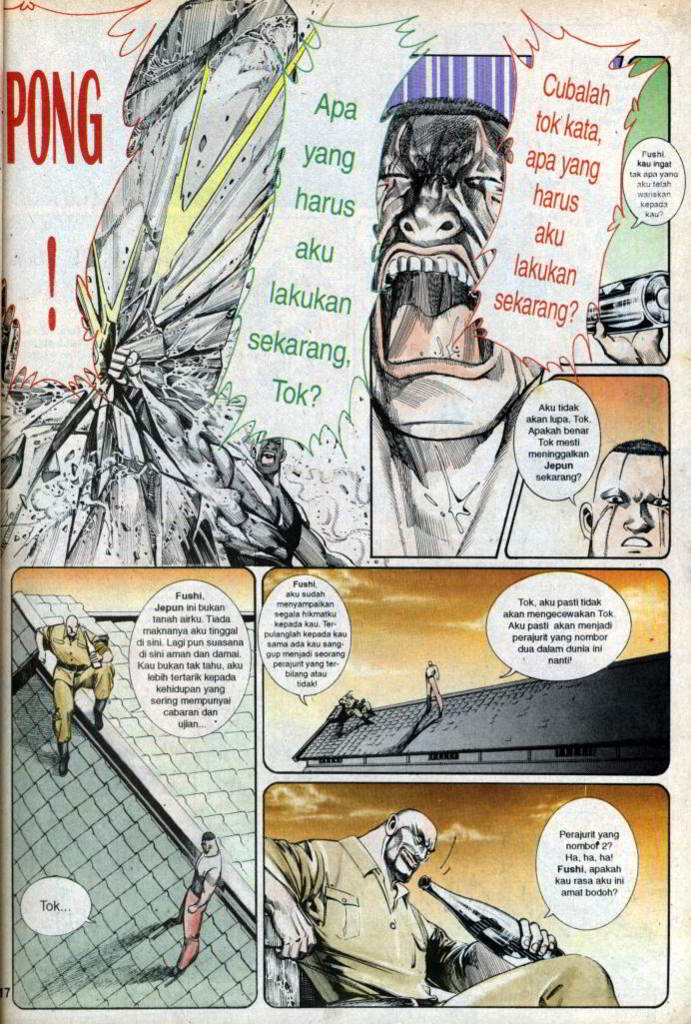 PONG
!
Apa
yang
harus
aku
lakukan
sekarang,
Tok?
Cubalah
tok kata,
apa yang
harus
aku
lakukan
sekarang?
Fushi,
kau ingat
tak apa yang
aku telah
wariskan
kepada
kau?
Aku tidak
akan lupa, Tok.
Apakah benar
Tok mesti
meninggalkan
Jepun
sekarang?
Fushi,
Jepun ini bukan
tanah airku. Tiada
maknanya aku tinggal
di sini. Lagi pun suasana
di sini aman dan damai.
Kau bukan tak tahu, aku
lebih tertarik kepada
kehidupan yang
sering mempunyai
cabaran dan
ujian...
Tok...
Fushi,
aku sudah
menyampaikan
segala hikmatku
kepada kau. Ter-
pulanglah kepada kau
sama ada kau sang-
gup menjadi seorang
perajurit yang ter-
bilang atau
tidak!
Tok, aku pasti tidak
akan mengecewakan Tok.
Aku pasti akan menjadi
perajurit yang nombor
dua dalam dunia ini
nanti!
Perajurit yang
nombor 2?
Ha, ha, ha!
Fushi, apakah
kau rasa aku ini
amat bodoh?
17